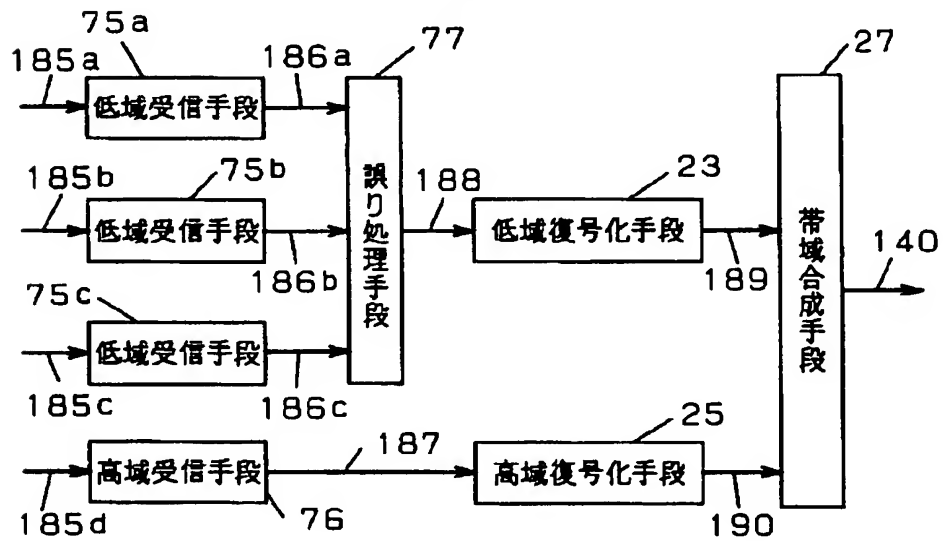 75a
77
27
185a
186a
低域受信手段
185b
75b
188
23
低域受信手段
誤り処理手段
低域復号化手段
帯域合成手段
140
186b
189
75c
低域受信手段
185c
186c
25
187
高域受信手段
高域復号化手段
185d
76
190